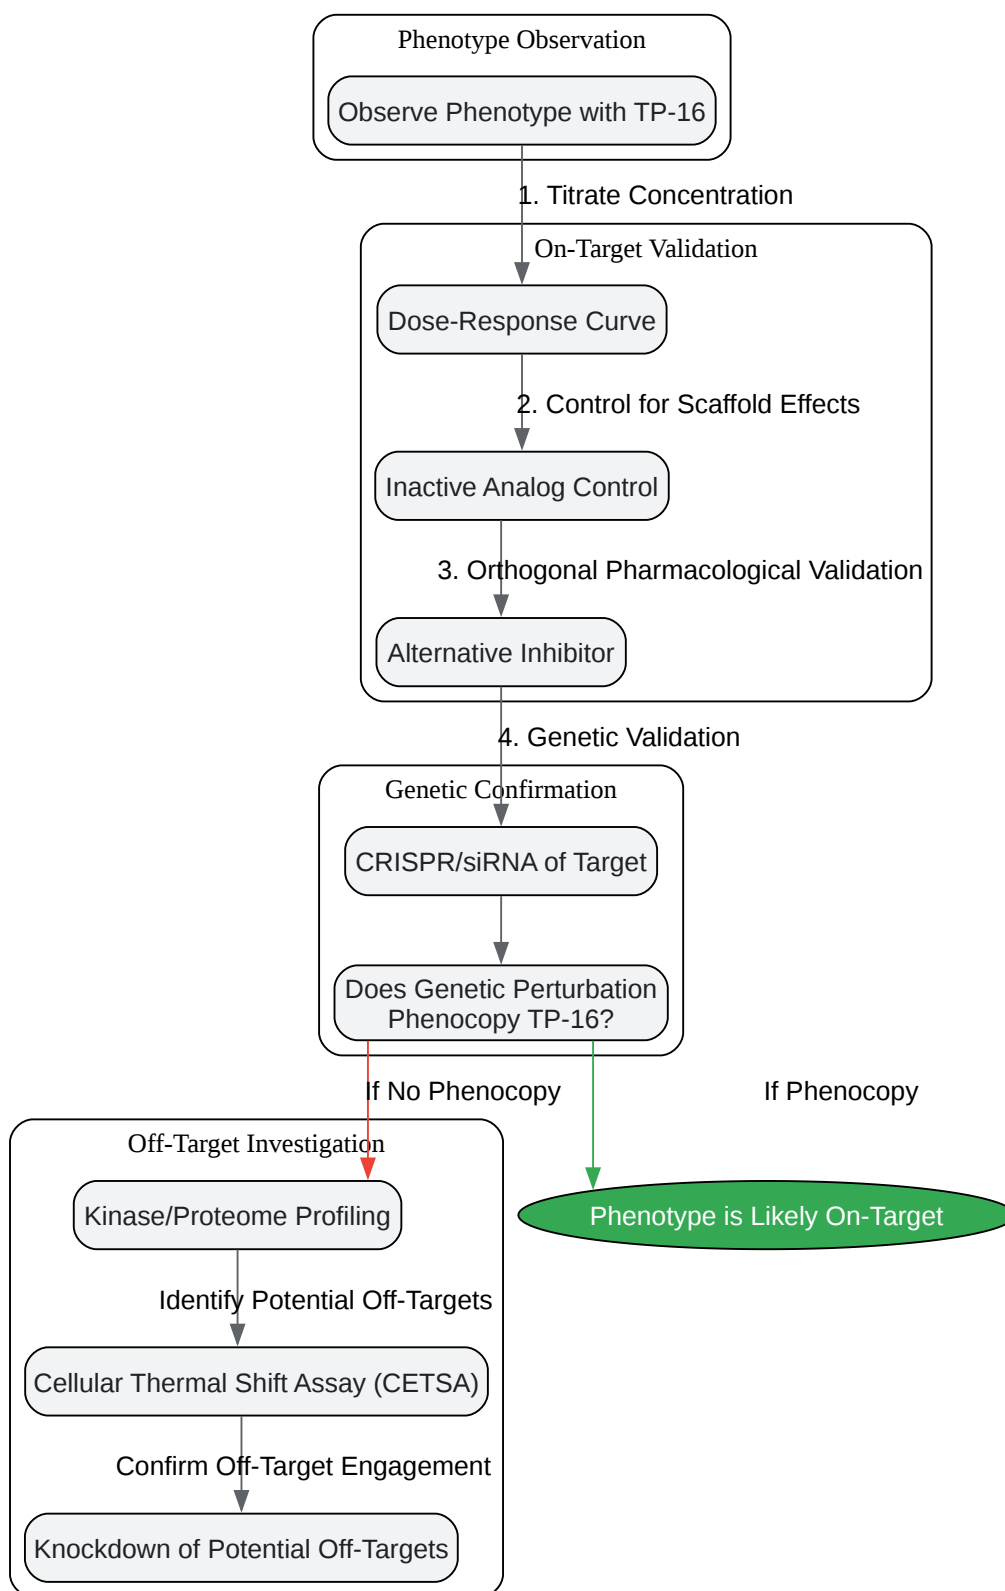 Phenotype Observation
Observe Phenotype with TP-16
1. Titrate Concentration
On-Target Validation
Dose-Response Curve
2. Control for Scaffold Effects
Inactive Analog Control
3. Orthogonal Pharmacological Validation
Alternative Inhibitor
4. Genetic Validation
Genetic Confirmation
CRISPR/siRNA of Target
Does Genetic Perturbation
Phenocopy TP-16?
If No Phenocopy
If Phenocopy
Off-Target Investigation
Kinase/Proteome Profiling
Phenotype is Likely On-Target
Identify Potential Off-Targets
Cellular Thermal Shift Assay (CETSA)
Confirm Off-Target Engagement
Knockdown of Potential Off-Targets